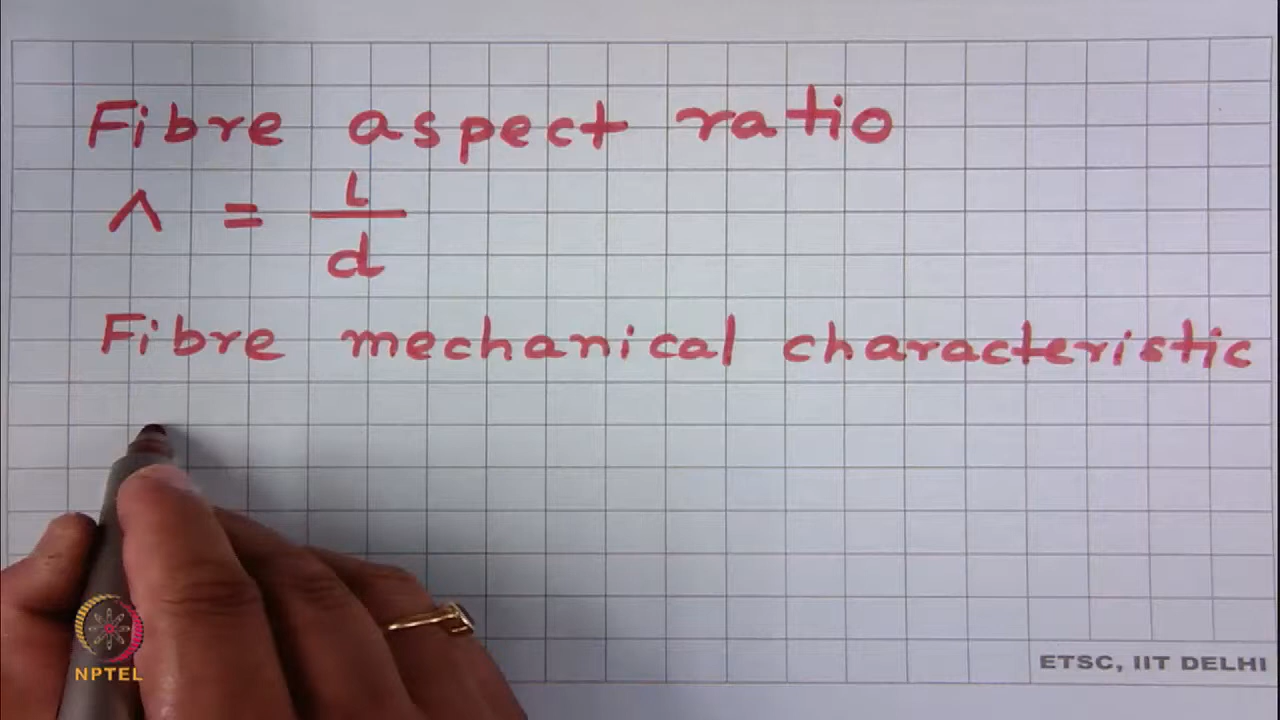 Fibre aspect ratio
Λ = l
d
Fibre mechanical characteristic
NPTEL
ETSC, IIT DELHI